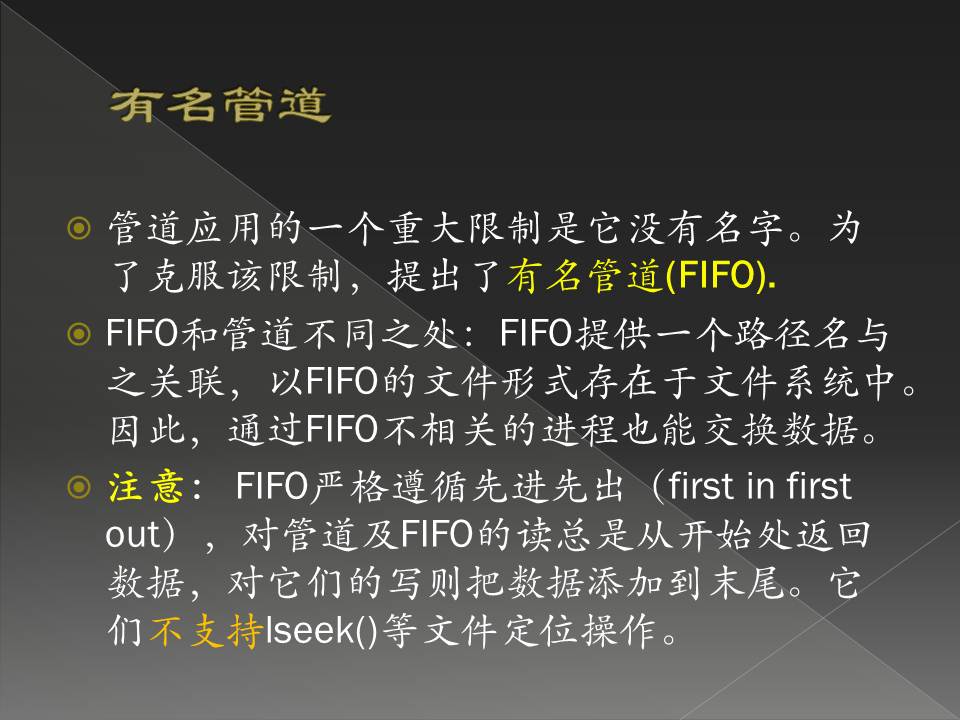 有名管道
管道应用的一个重大限制是它没有名字。为
了克服该限制，提出了有名管道(FIFO).
FIFO和管道不同之处：FIFO提供一个路径名与
之关联，以FIFO的文件形式存在于文件系统中。
因此，通过FIFO不相关的进程也能交换数据。
注意： FIFO严格遵循先进先出（first in first
out），对管道及FIFO的读总是从开始处返回
数据，对它们的写则把数据添加到末尾。它
们不支持lseek()等文件定位操作。